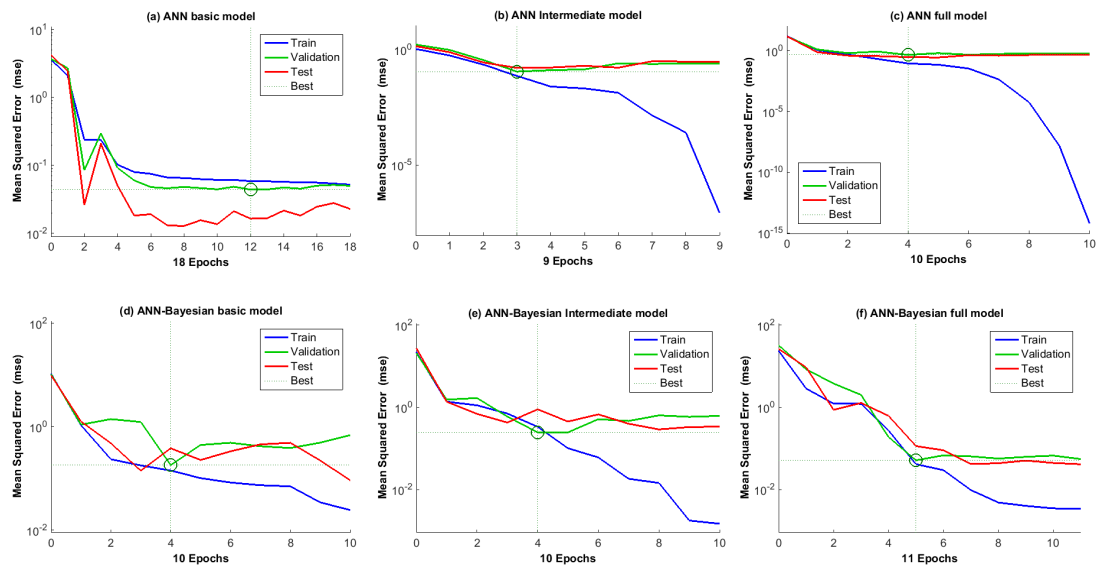 (a) ANN basic model
Mean Squared Error (mse)
10^1
10^0
10^-1
10^-2
0 2 4 6 8 10 12 14 16 18
18 Epochs
Train
Validation
Test
Best
(b) ANN Intermediate model
Mean Squared Error (mse)
10^0
10^-5
0 1 2 3 4 5 6 7 8 9
9 Epochs
(c) ANN full model
Mean Squared Error (mse)
10^0
10^-5
10^-10
10^-15
0 2 4 6 8 10
10 Epochs
Train
Validation
Test
Best
(d) ANN-Bayesian basic model
Mean Squared Error (mse)
10^2
10^0
10^-2
0 2 4 6 8 10
10 Epochs
Train
Validation
Test
Best
(e) ANN-Bayesian Intermediate model
Mean Squared Error (mse)
10^2
10^0
10^-2
0 2 4 6 8 10
10 Epochs
Train
Validation
Test
Best
(f) ANN-Bayesian full model
Mean Squared Error (mse)
10^2
10^0
10^-2
0 2 4 6 8 10
11 Epochs
Train
Validation
Test
Best